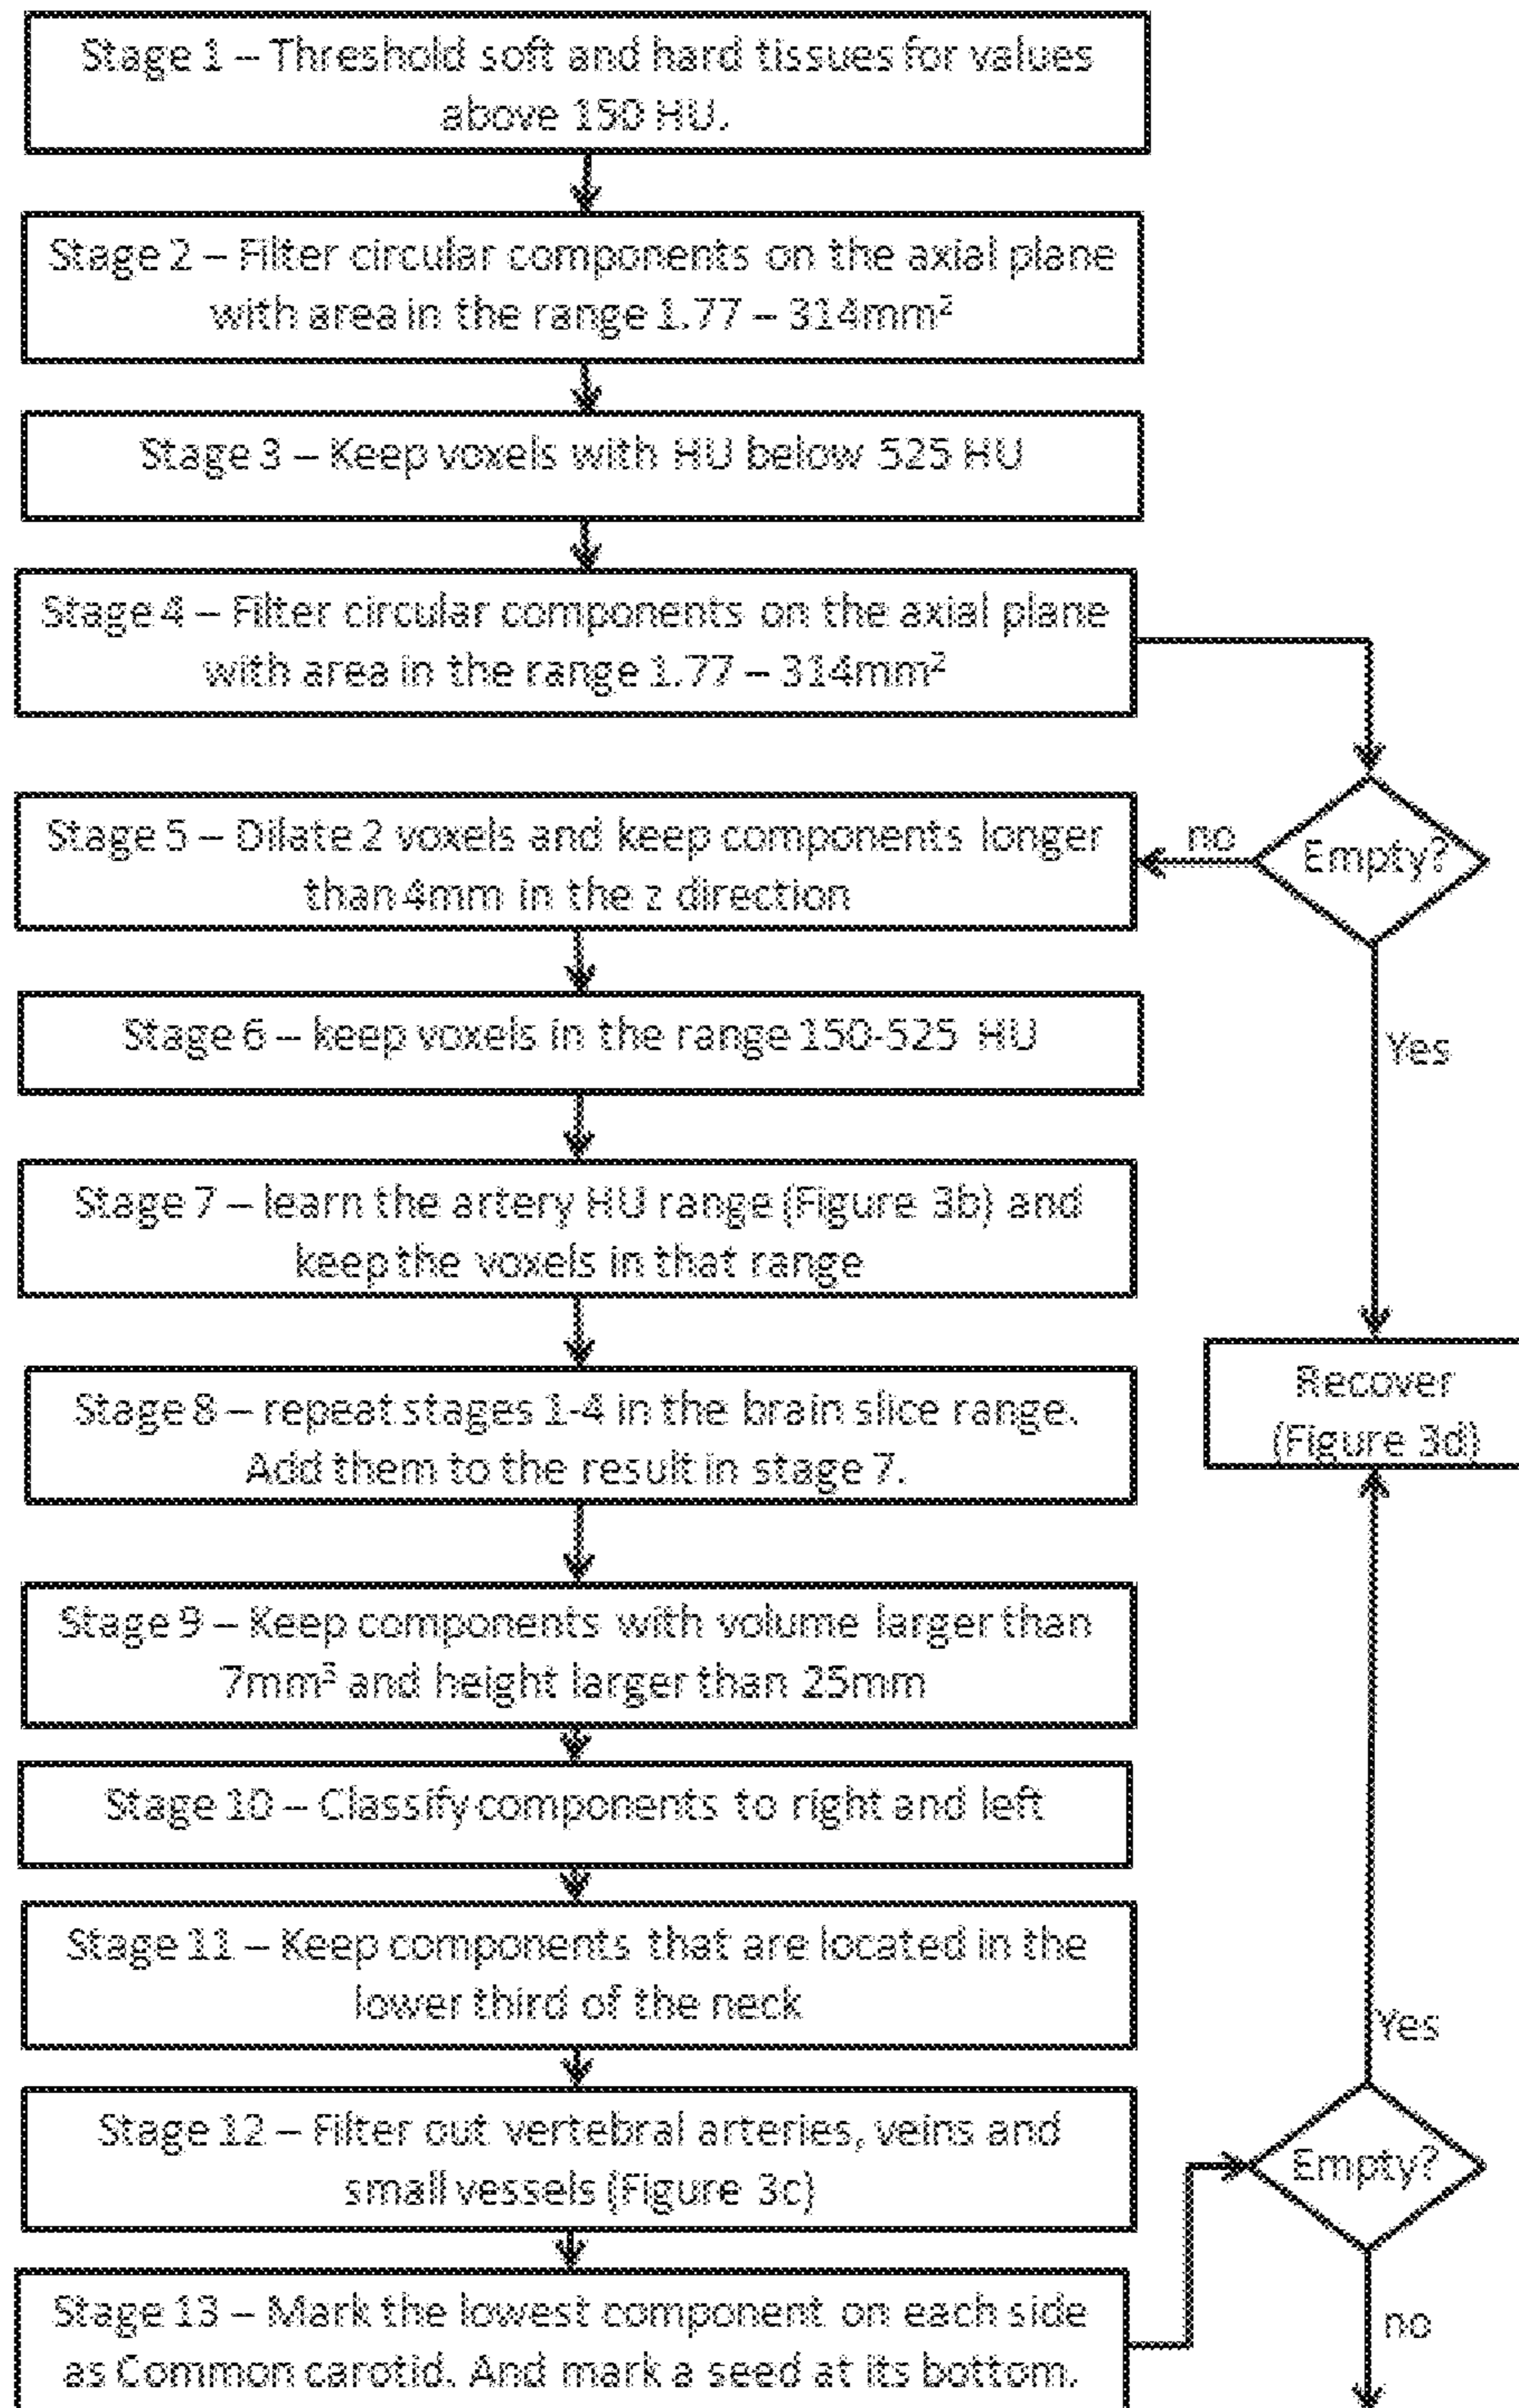 Stage 1 – Threshold soft and hard tissues for values
above 150 HU.
Stage 2 – Filter circular components on the axial plane
with area in the range 1.77 – 314mm²
Stage 3 – Keep voxels with HU below 525 HU
Stage 4 – Filter circular components on the axial plane
with area in the range 1.77 – 314mm²
Stage 5 – Dilate 2 voxels and keep components longer
than 4mm in the z direction
no
Empty?
Stage 6 – keep voxels in the range 150-525 HU
Yes
Stage 7 – learn the artery HU range (Figure 3b) and
keep the voxels in that range
Stage 8 – repeat stages 1-4 in the brain slice range.
Add them to the result in stage 7.
Recover
(Figure 3d)
Stage 9 – Keep components with volume larger than
7mm³ and height larger than 25mm
Stage 10 – Classify components to right and left
Stage 11 – Keep components that are located in the
lower third of the neck
Yes
Stage 12 – Filter out vertebral arteries, veins and
small vessels (Figure 3c)
Empty?
Stage 13 – Mark the lowest component on each side
as Common carotid. And mark a seed at its bottom.
no